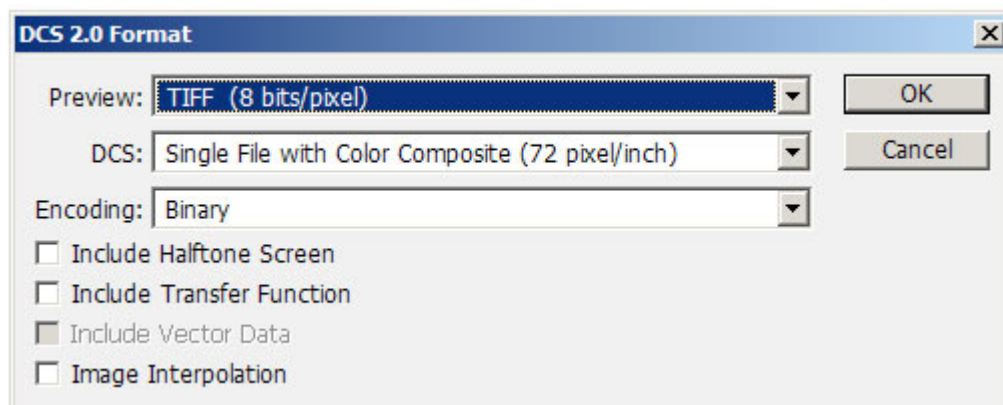 DCS 2.0 Format
Preview: TIFF (8 bits/pixel) OK
DCS: Single File with Color Composite (72 pixel/inch) Cancel
Encoding: Binary
Include Halftone Screen
Include Transfer Function
Include Vector Data
Image Interpolation